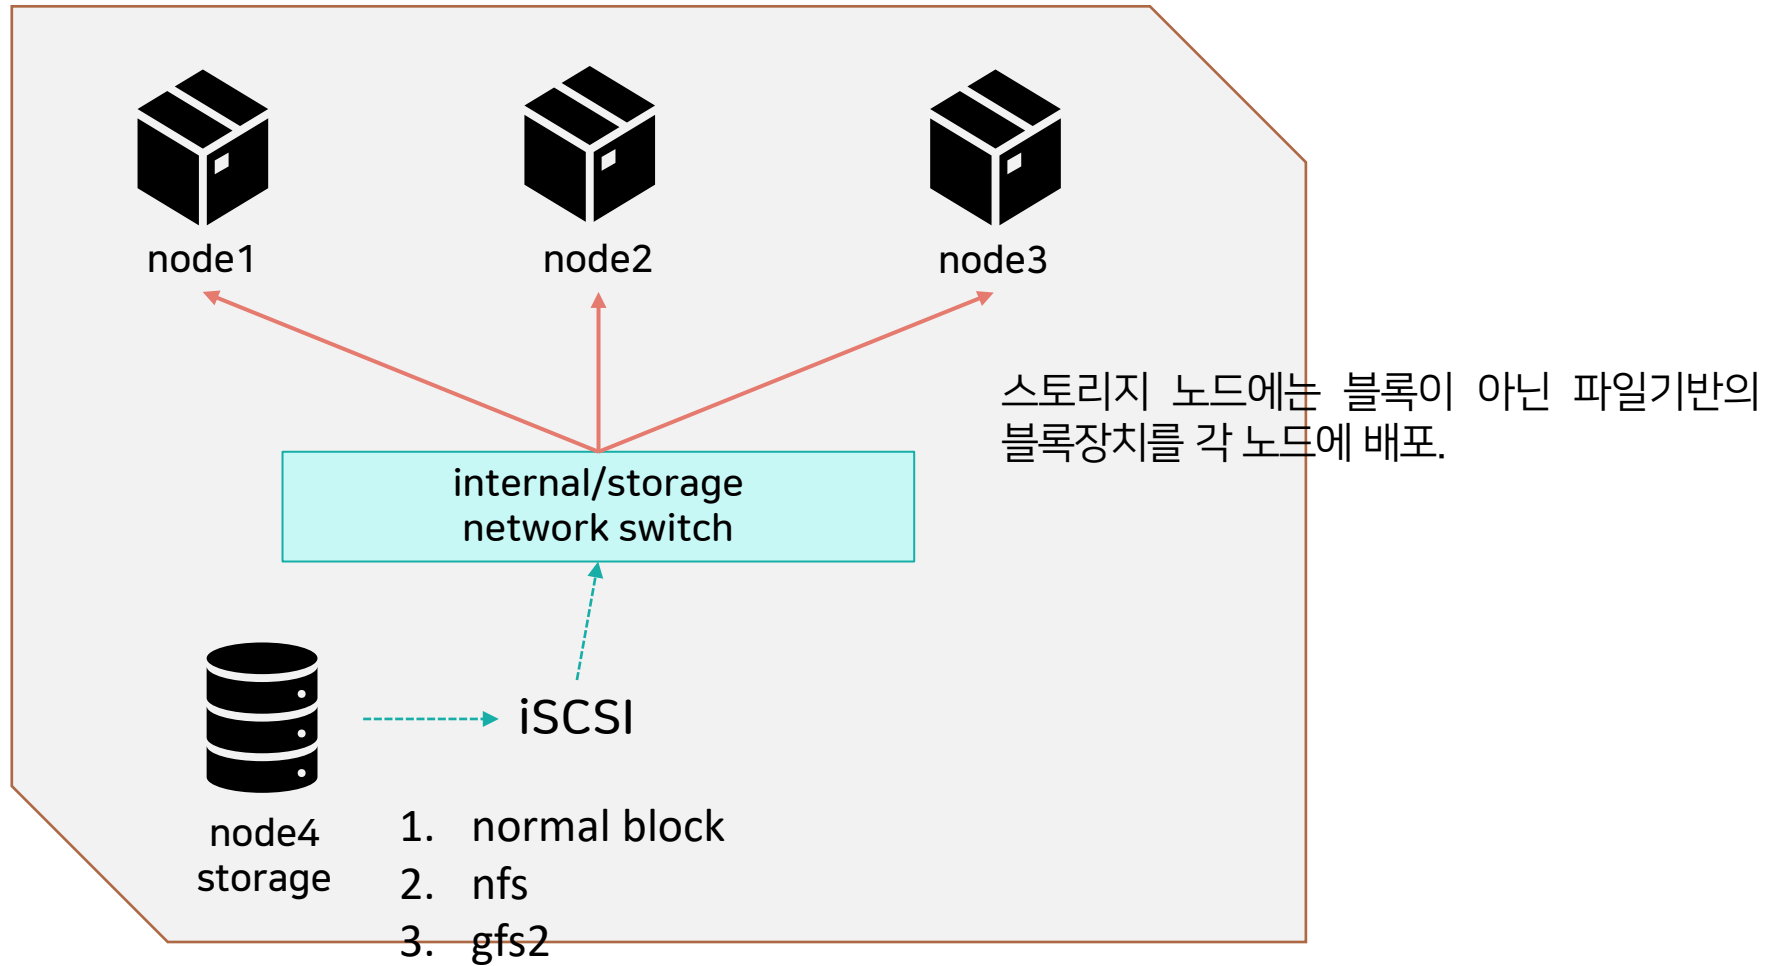 node1
node2
node3
스토리지 노드에는 블록이 아닌 파일기반의
블록장치를 각 노드에 배포.
internal/storage
network switch
iSCSI
node4
storage
1. normal block
2. nfs
3. gfs2